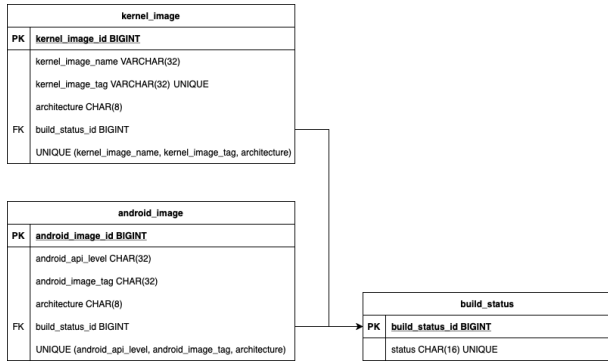 kernel_image
PK kernel_image_id BIGINT
kernel_image_name VARCHAR(32)
kernel_image_tag VARCHAR(32) UNIQUE
architecture CHAR(8)
FK build_status_id BIGINT
UNIQUE (kernel_image_name, kernel_image_tag, architecture)
android_image
PK android_image_id BIGINT
android_api_level CHAR(32)
android_image_tag CHAR(32)
architecture CHAR(8)
FK build_status_id BIGINT
UNIQUE (android_api_level, android_image_tag, architecture)
build_status
PK build_status_id BIGINT
status CHAR(16) UNIQUE